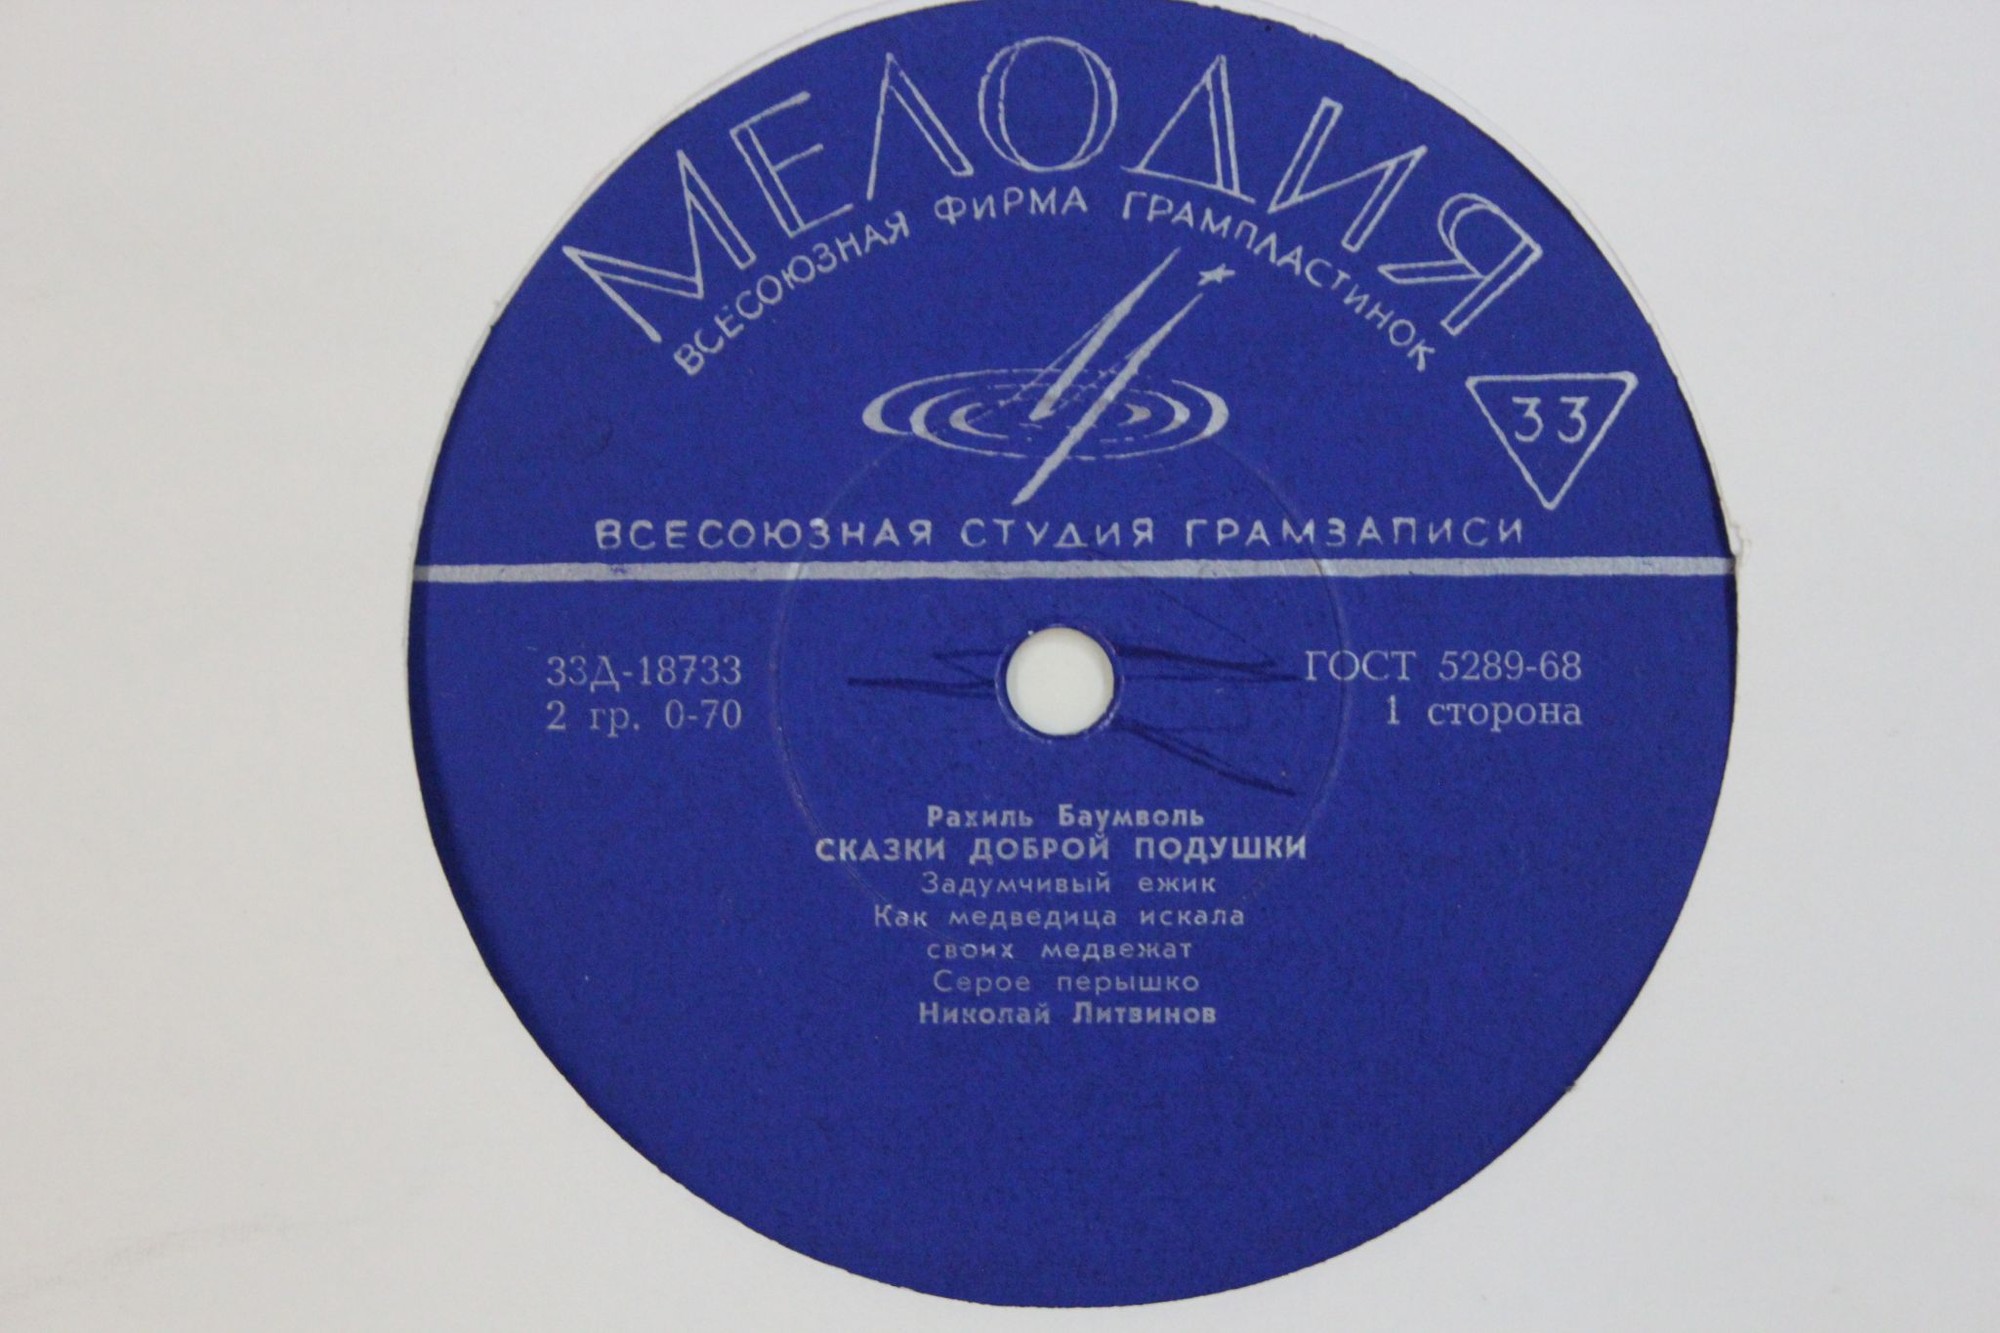 МЕЛОДИЯ
ВСЕСОЮЗНАЯ ФИРМА ГРАМПЛАСТИНОК
33
ВСЕСОЮЗНАЯ СТУДИЯ ГРАМЗАПИСИ
33Д-18733
2 гр. 0-70
ГОСТ 5289-68
1 сторона
Рахиль Баумволь
СКАЗКИ ДОБРОЙ ПОДУШКИ
Задумчивый ежик
Как медведица искала
своих медвежат
Серое перышко
Николай Литвинов